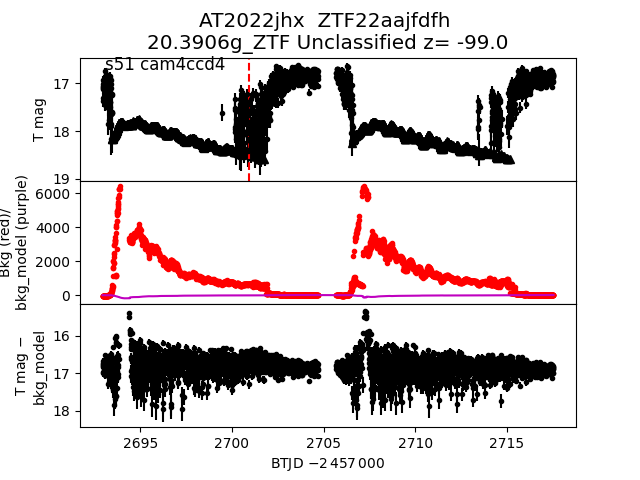 AT2022jhx ZTF22aajfdfh
20.3906g_ZTF Unclassified z= -99.0
s51 cam4ccd4
T mag
17
18
19
Bkg (red)/
bkg_model (purple)
6000
4000
2000
0
T mag −
bkg_model
16
17
18
2695 2700 2705 2710 2715
BTJD −2 457 000